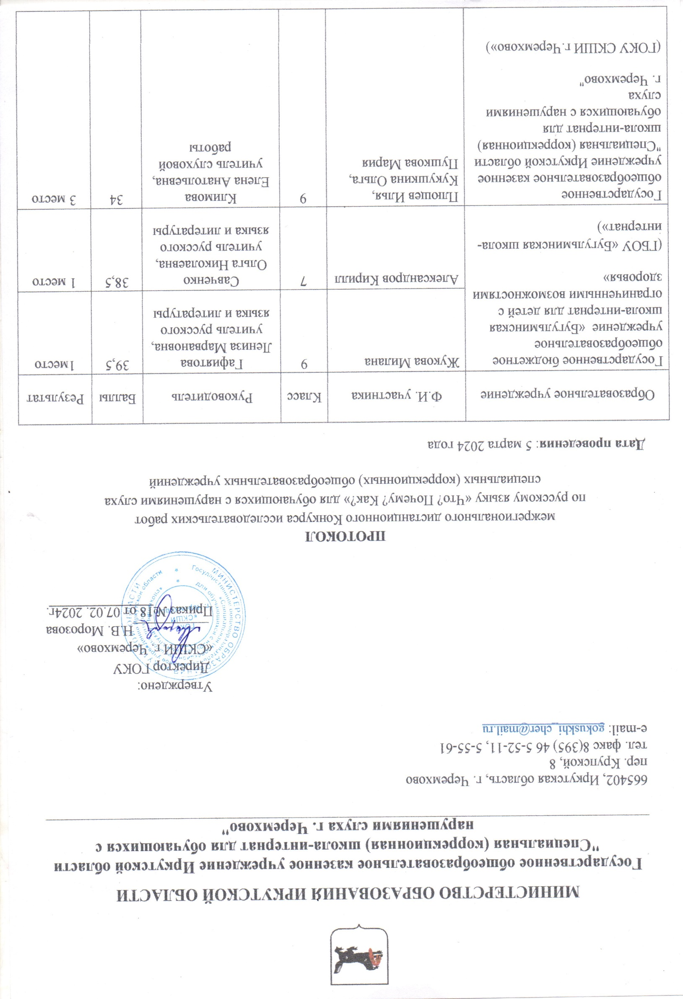 МИНИСТЕРСТВО ОБРАЗОВАНИЯ ИРКУТСКОЙ ОБЛАСТИ
Государственное общеобразовательное казенное учреждение Иркутской области
"Специальная (коррекционная) школа-интернат для обучающихся с
нарушениями слуха г. Черемхово"
665402, Иркутская область, г. Черемхово
пер. Крупской, 8
тел. факс 8(395) 46 5-52-11, 5-55-61
e-mail: gokuskhi_cher@mail.ru
Утверждено:
Директор ГОКУ
«СКШИ г. Черемхово»
Н.В. Морозова
Приказ №18 от 07.02. 2024г.
МИНИСТЕРСТВО ОБРАЗОВАНИЯ ИРКУТСКОЙ ОБЛАСТИ
ПРОТОКОЛ
межрегионального дистанционного Конкурса исследовательских работ
по русскому языку «Что? Почему? Как?» для обучающихся с нарушениями слуха
специальных (коррекционных) общеобразовательных учреждений
Дата проведения: 5 марта 2024 года
Образовательное учреждение
Ф.И. участника
Класс
Руководитель
Баллы
Результат
Государственное бюджетное
общеобразовательное
учреждение «Бугульминская
школа-интернат для детей с
ограниченными возможностями
здоровья»
(ГБОУ «Бугульминская школа-
интернат»)
Жукова Милана
9
Гафиятова
Лениза Марвановна,
учитель русского
языка и литературы
39,5
1место
Александров Кирилл
7
Савченко
Ольга Николаевна,
учитель русского
языка и литературы
38,5
1 место
Государственное
общеобразовательное казенное
учреждение Иркутской области
"Специальная (коррекционная)
школа-интернат для
обучающихся с нарушениями
слуха
г. Черемхово"
(ГОКУ СКШИ г.Черемхово»)
Плюшев Илья,
Кукушкина Ольга,
Пушкова Мария
9
Климова
Елена Анатольевна,
учитель слуховой
работы
34
3 место